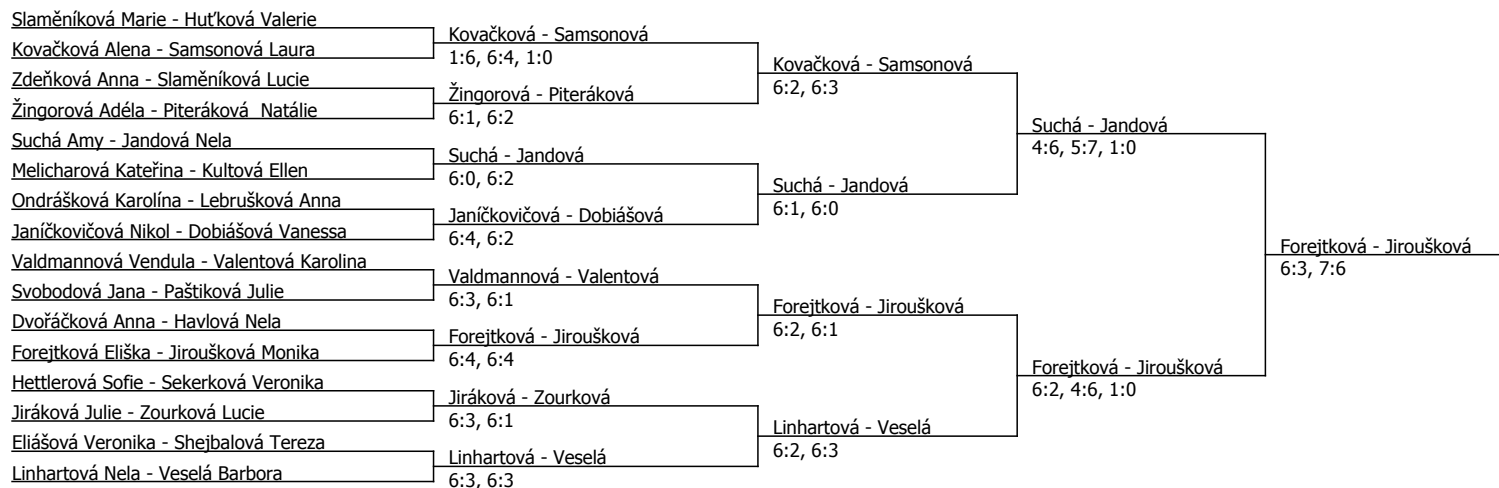 Slaměníková Marie - Huťková Valerie
Kovačková Alena - Samsonová Laura
Zdeňková Anna - Slaměníková Lucie
Žingorová Adéla - Piteráková  Natálie
Suchá Amy - Jandová Nela
Melicharová Kateřina - Kultová Ellen
Ondrášková Karolína - Lebrušková Anna
Janíčkovičová Nikol - Dobiášová Vanessa
Valdmannová Vendula - Valentová Karolina
Svobodová Jana - Paštiková Julie
Dvořáčková Anna - Havlová Nela
Forejtková Eliška - Jiroušková Monika
Hettlerová Sofie - Sekerková Veronika
Jiráková Julie - Zourková Lucie
Eliášová Veronika - Shejbalová Tereza
Linhartová Nela - Veselá Barbora
Kovačková - Samsonová
1:6, 6:4, 1:0
Žingorová - Piteráková
6:1, 6:2
Suchá - Jandová
6:0, 6:2
Janíčkovičová - Dobiášová
6:4, 6:2
Valdmannová - Valentová
6:3, 6:1
Forejtková - Jiroušková
6:4, 6:4
Jiráková - Zourková
6:3, 6:1
Linhartová - Veselá
6:3, 6:3
Kovačková - Samsonová
6:2, 6:3
Suchá - Jandová
6:1, 6:0
Forejtková - Jiroušková
6:2, 6:1
Linhartová - Veselá
6:2, 6:3
Suchá - Jandová
4:6, 5:7, 1:0
Forejtková - Jiroušková
6:2, 4:6, 1:0
Forejtková - Jiroušková
6:3, 7:6